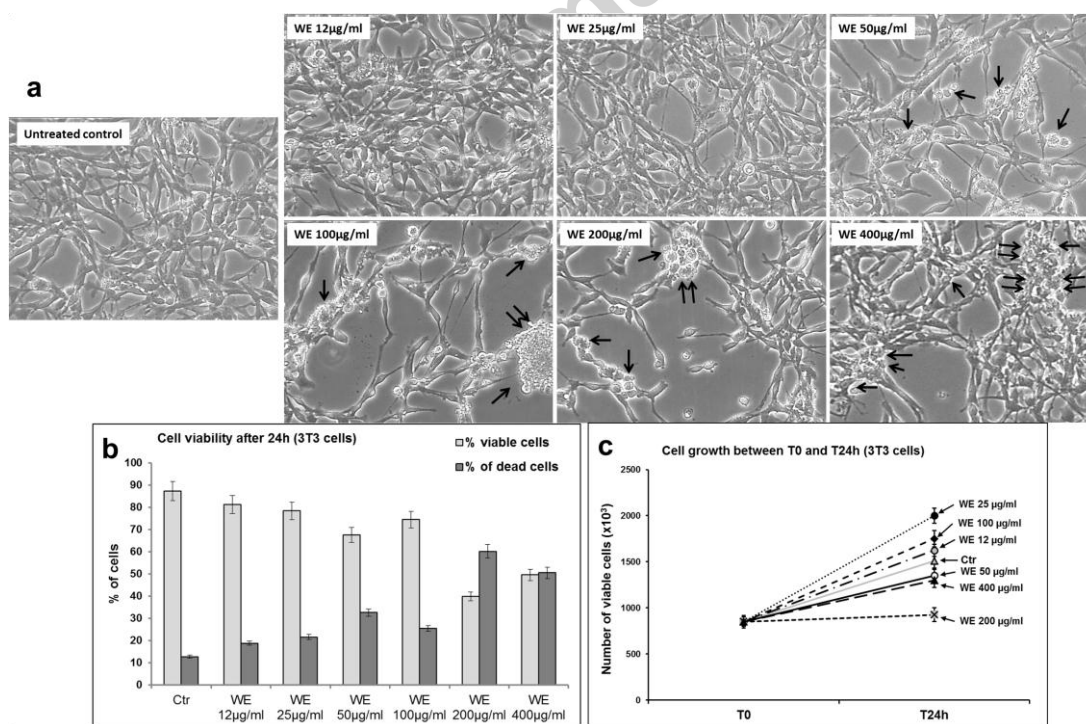 a
Untreated control
WE 12µg/ml
WE 25µg/ml
WE 50µg/ml
WE 100µg/ml
WE 200µg/ml
WE 400µg/ml
b
Cell viability after 24h (3T3 cells)
% viable cells
% of dead cells
% of cells
100
90
80
70
60
50
40
30
20
10
0
Ctr
WE
12µg/ml
WE
25µg/ml
WE
50µg/ml
WE
100µg/ml
WE
200µg/ml
WE
400µg/ml
c
Cell growth between T0 and T24h (3T3 cells)
Number of viable cells (x10³)
2500
2000
1500
1000
500
0
T0
T24h
WE 25 µg/ml
WE 100 µg/ml
WE 12 µg/ml
Ctr
WE 50 µg/ml
WE 400 µg/ml
WE 200 µg/ml